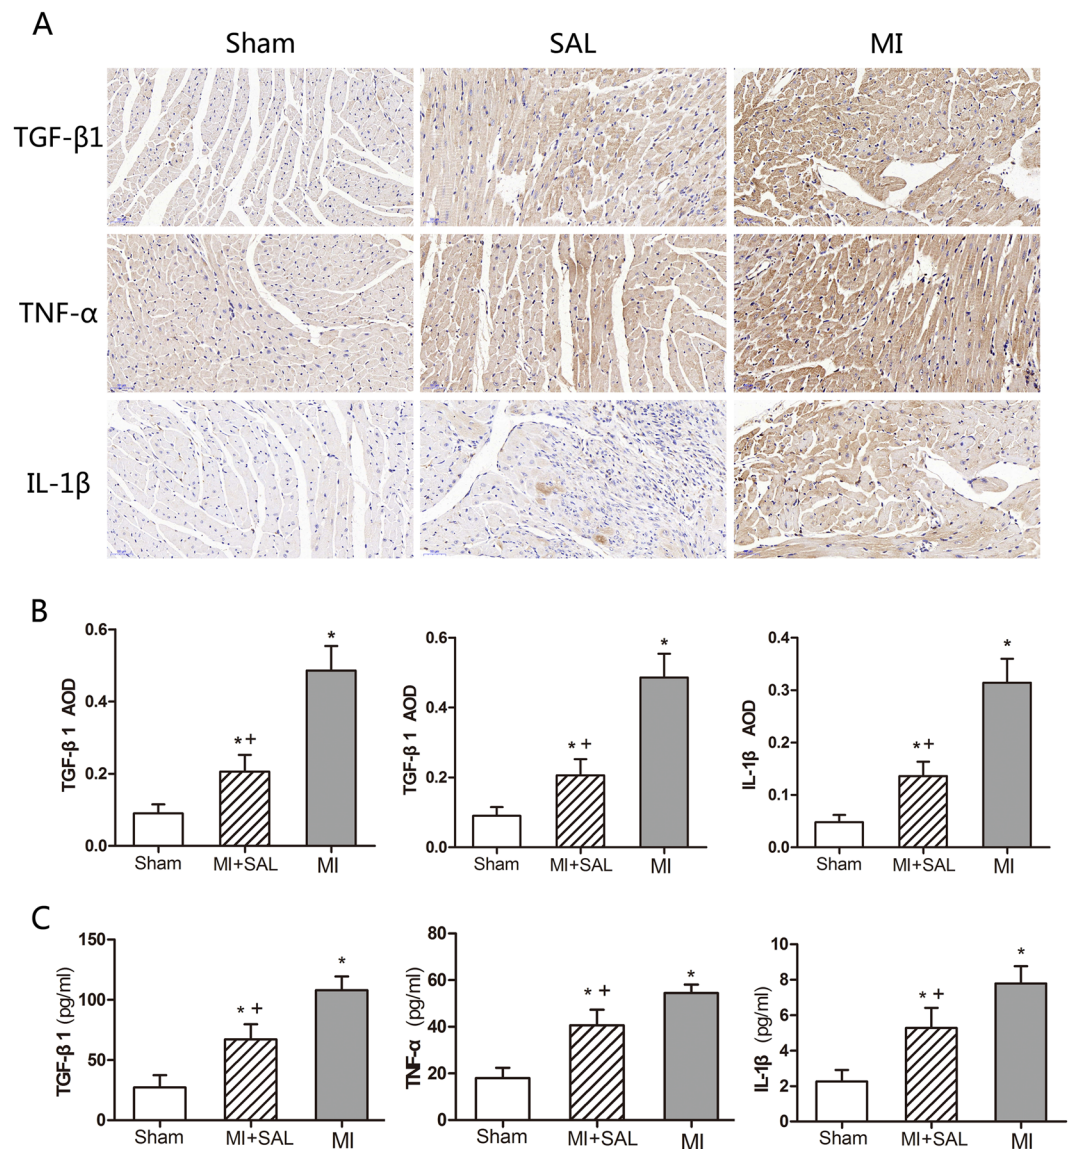 A
Sham SAL MI
TGF-β1
TNF-α
IL-1β
B
TGF-β 1 AOD
0.6
0.4
0.2
0.0
* + *
Sham MI+SAL MI
TGF-β 1 AOD
0.6
0.4
0.2
0.0
* + *
Sham MI+SAL MI
IL-1β AOD
0.4
0.3
0.2
0.1
0.0
* + *
Sham MI+SAL MI
C
TGF-β 1 (pg/ml)
150
100
50
0
* + *
Sham MI+SAL MI
TNF-α (pg/ml)
80
60
40
20
0
* + *
Sham MI+SAL MI
IL-1β (pg/ml)
10
8
6
4
2
0
* + *
Sham MI+SAL MI